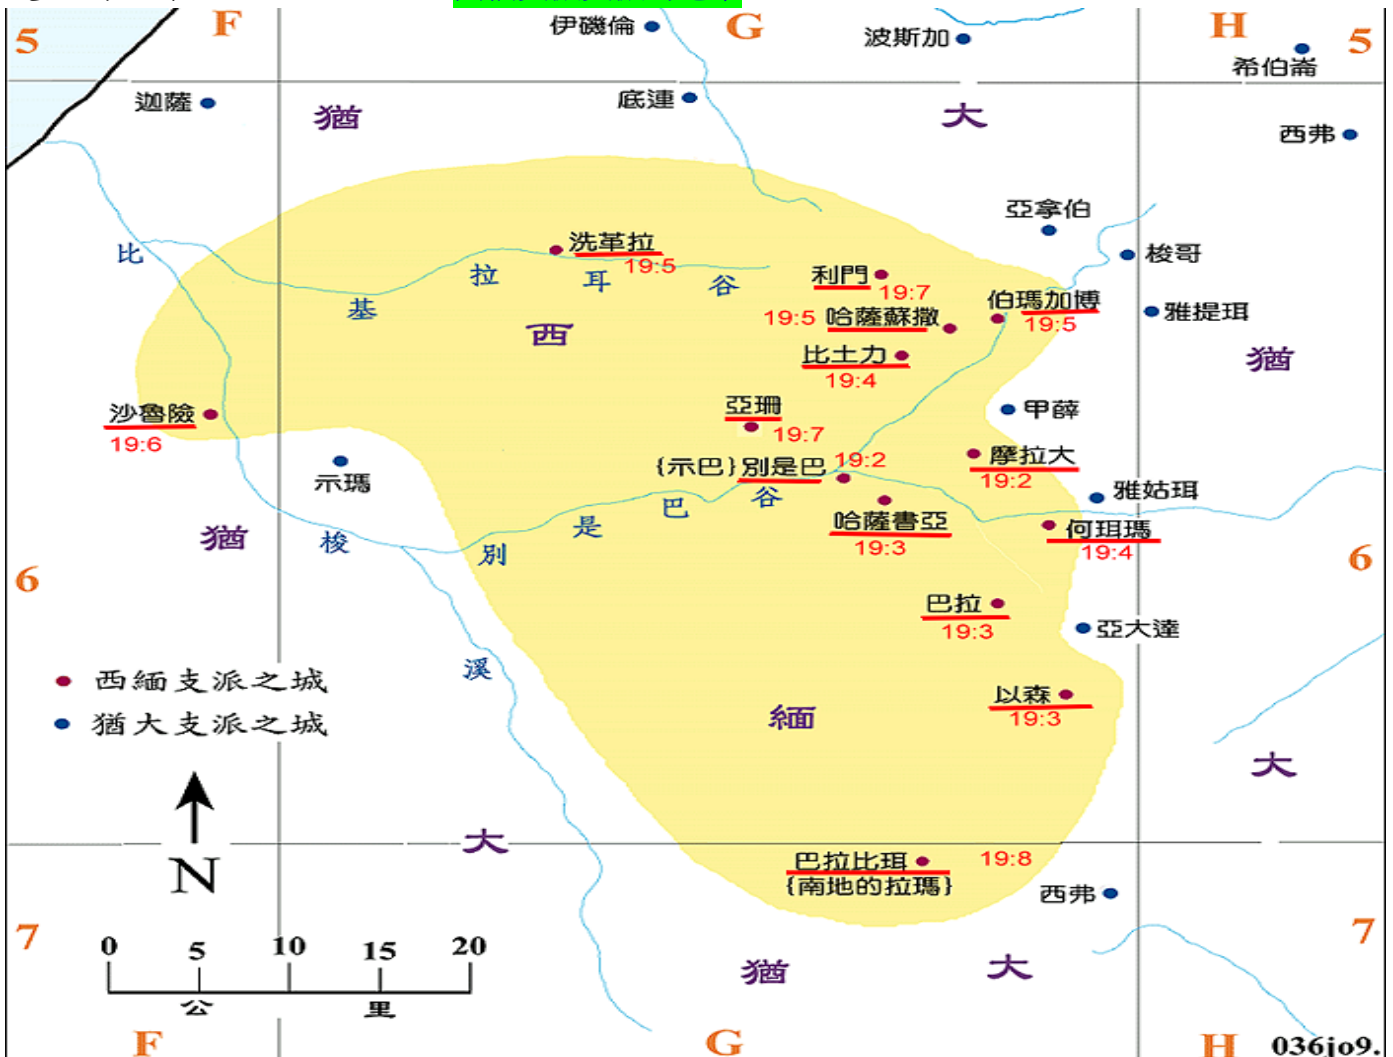 F
G
H
5
5
伊磯倫
波斯加
希伯崙
迦薩
底連
猶
大
西弗
亞拿伯
梭哥
洗革拉
19:5
比
基
拉
耳
谷
利門
19:7
伯瑪加博
19:5
19:5
哈薩蘇撒
雅提珥
西
比土力
19:4
猶
沙魯險
19:6
亞珊
19:7
甲薛
示瑪
{示巴}別是巴
19:2
摩拉大
19:2
雅姑珥
猶
梭
別
是
巴
谷
哈薩書亞
19:3
何珥瑪
19:4
6
6
巴拉
19:3
亞大達
溪
西緬支派之城
猶大支派之城
以森
19:3
緬
大
大
N
巴拉比珥
19:8
{南地的拉瑪}
西弗
7
7
0 5 10 15 20
公 里
猶
大
F
G
H
036jo9.